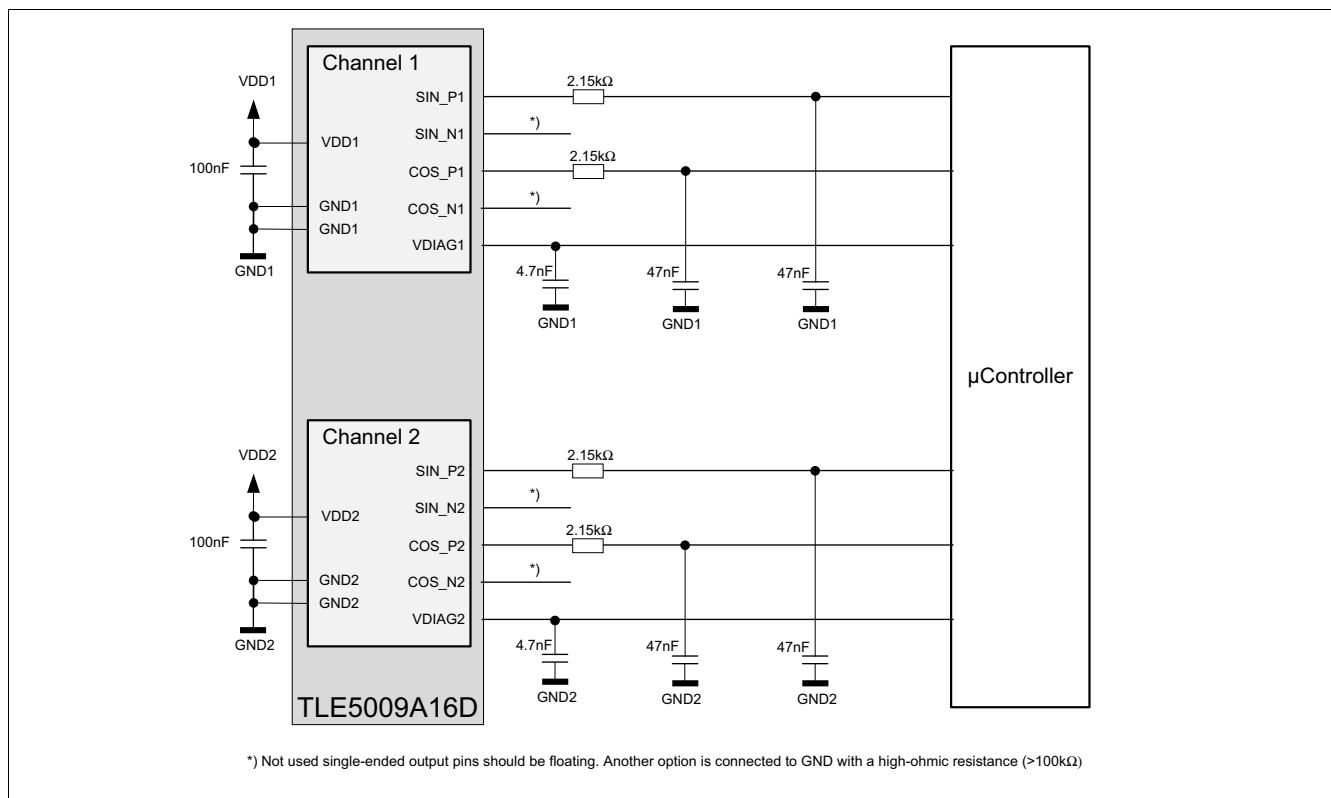 Channel 1
VDD1
SIN_P1
2.15kΩ
SIN_N1
*)
VDD1
100nF
COS_P1
2.15kΩ
COS_N1
*)
GND1
GND1
VDIAG1
GND1
4.7nF
GND1
47nF
GND1
47nF
GND1
µController
Channel 2
VDD2
SIN_P2
2.15kΩ
SIN_N2
*)
VDD2
100nF
COS_P2
2.15kΩ
COS_N2
*)
GND2
GND2
VDIAG2
GND2
4.7nF
GND2
47nF
GND2
47nF
GND2
TLE5009A16D
*) Not used single-ended output pins should be floating. Another option is connected to GND with a high-ohmic resistance (>100kΩ)